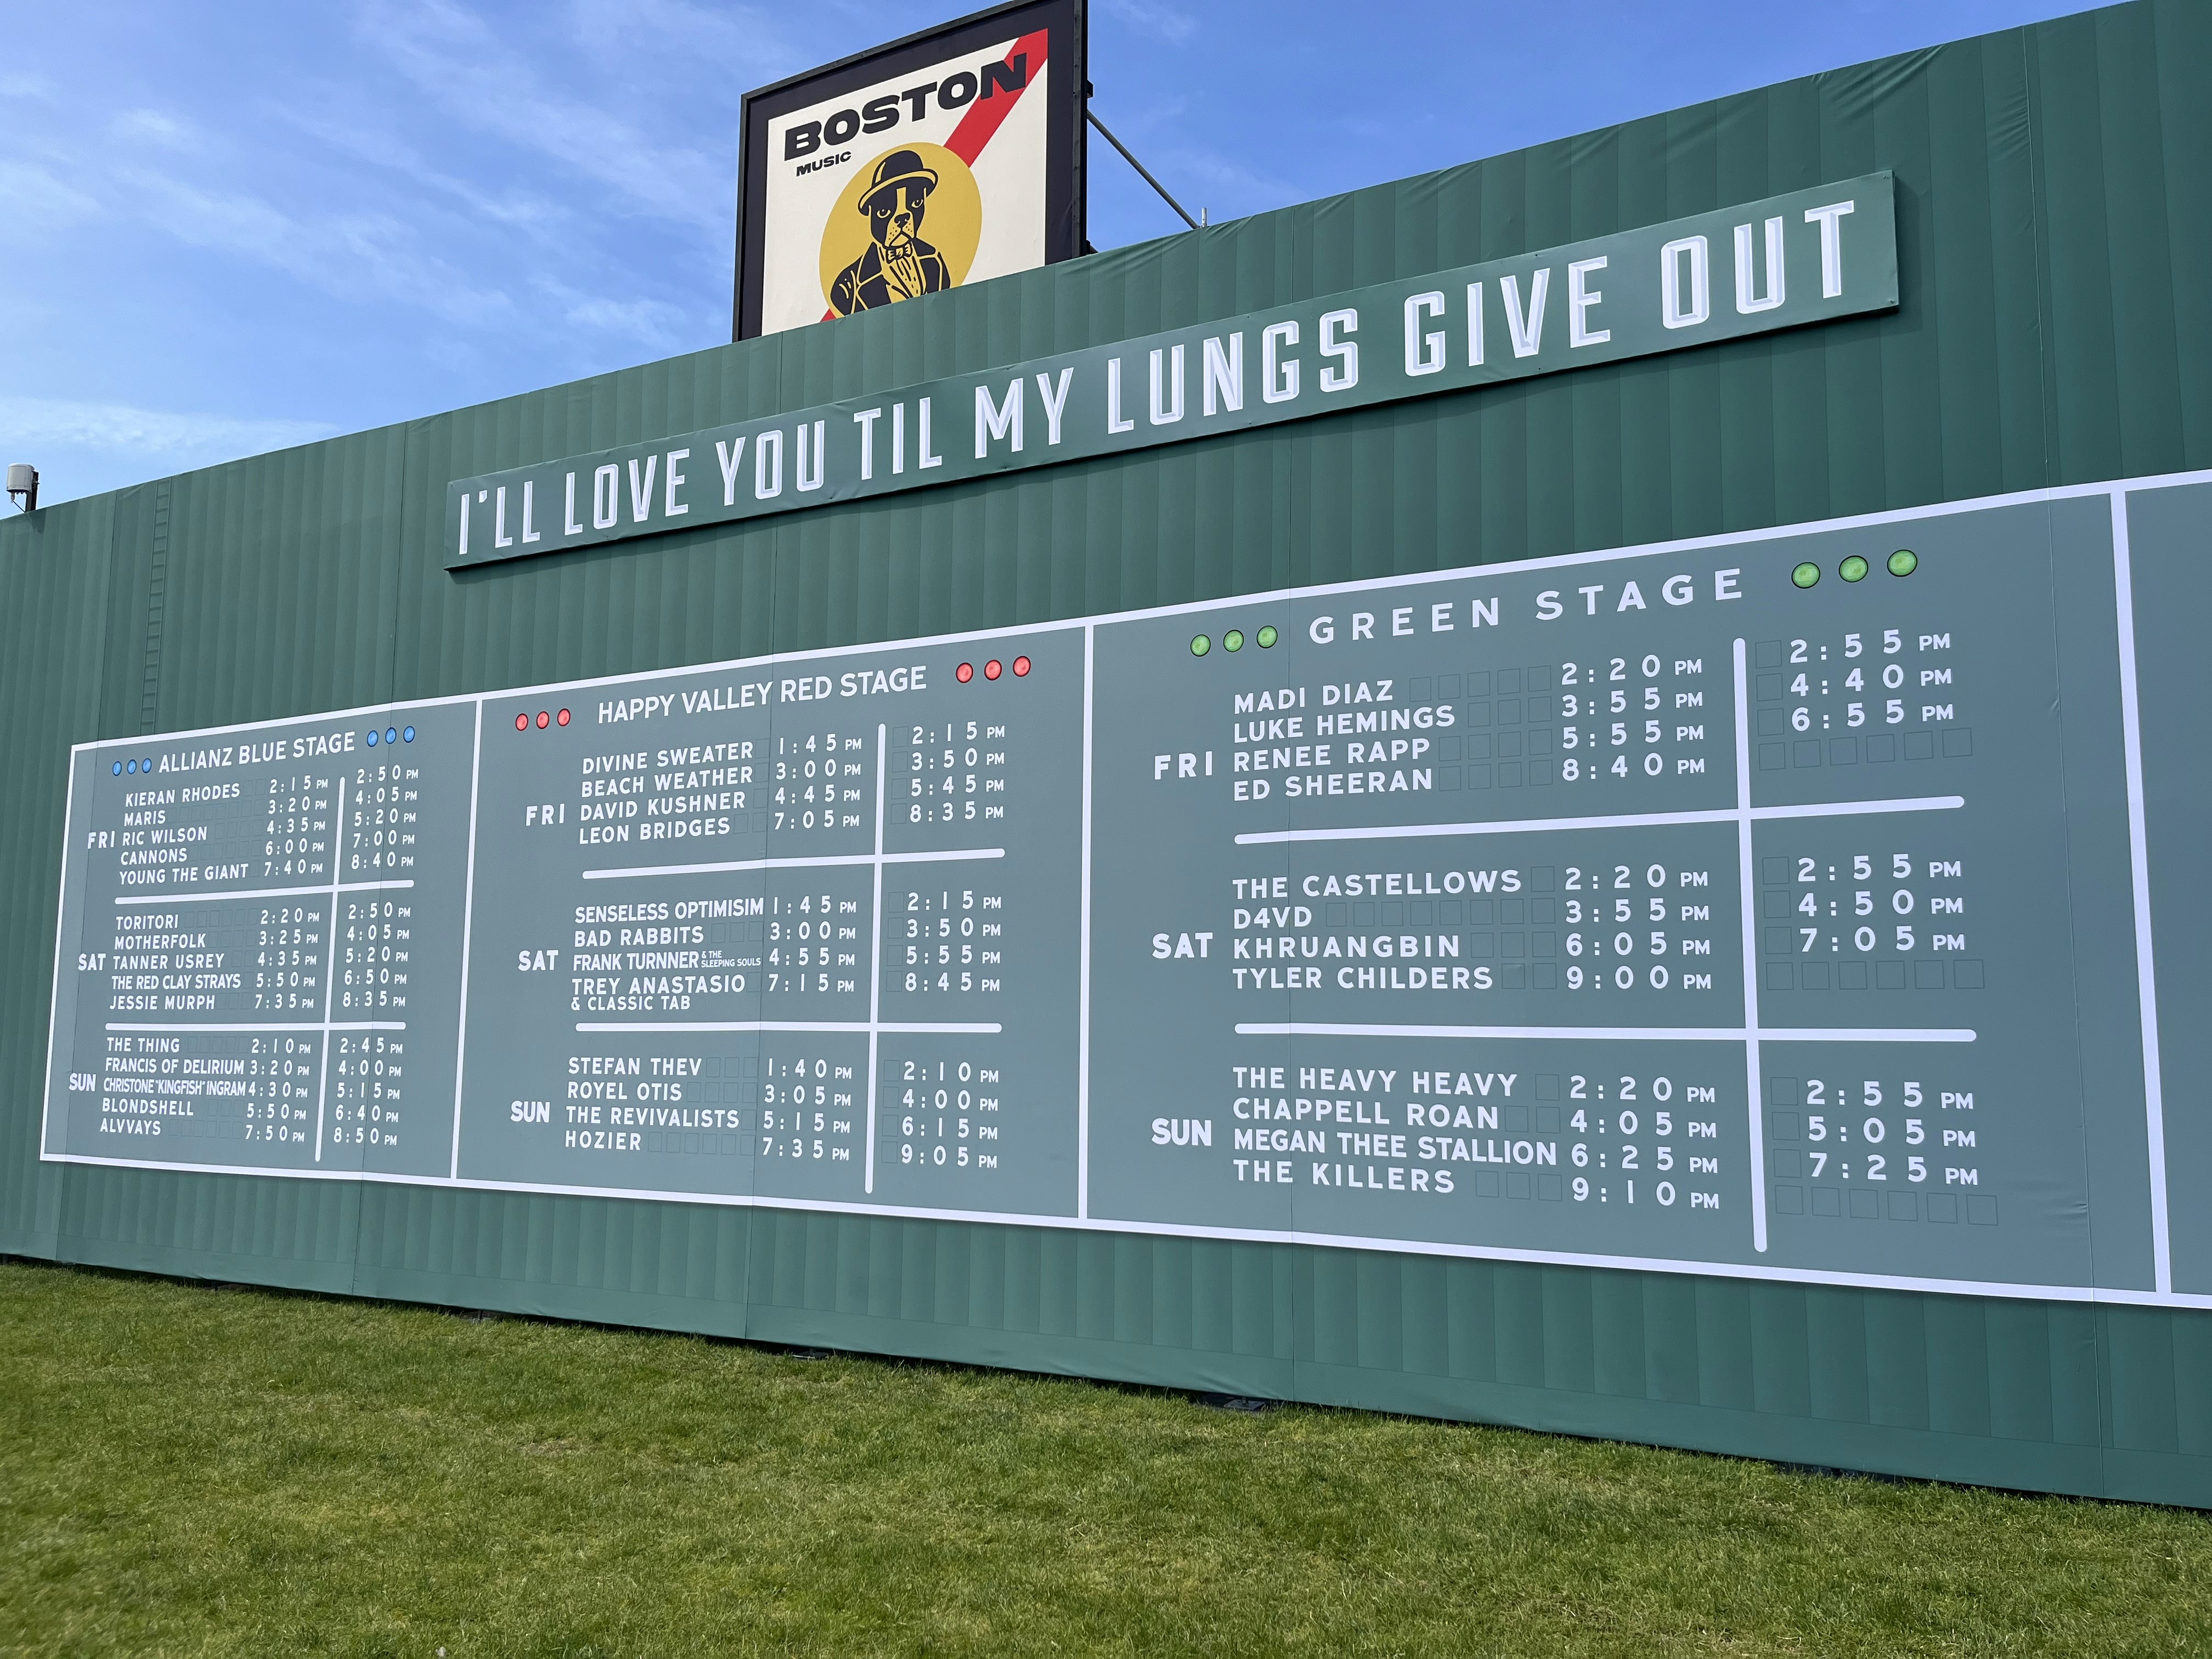 BOSTON
MUSIC
I'LL LOVE YOU TIL MY LUNGS GIVE OUT
ALLIANZ BLUE STAGE
FRI
KIERAN RHODES 2:15 PM 2:50 PM
MARIS 3:20 PM 4:05 PM
RIC WILSON 4:35 PM 5:20 PM
CANNONS 6:00 PM 7:00 PM
YOUNG THE GIANT 7:40 PM 8:40 PM
SAT
TORITORI 2:20 PM 2:50 PM
MOTHERFOLK 3:25 PM 4:05 PM
TANNER USREY 4:35 PM 5:20 PM
THE RED CLAY STRAYS 5:50 PM 6:50 PM
JESSIE MURPH 7:35 PM 8:35 PM
SUN
THE THING 2:10 PM 2:45 PM
FRANCIS OF DELIRIUM 3:20 PM 4:00 PM
CHRISTONE "KINGFISH" INGRAM 4:30 PM 5:15 PM
BLONDSHELL 5:50 PM 6:40 PM
ALVVAYS 7:50 PM 8:50 PM
HAPPY VALLEY RED STAGE
FRI
DIVINE SWEATER 1:45 PM 2:15 PM
BEACH WEATHER 3:00 PM 3:50 PM
DAVID KUSHNER 4:45 PM 5:45 PM
LEON BRIDGES 7:05 PM 8:35 PM
SAT
SENSELESS OPTIMISIM 1:45 PM 2:15 PM
BAD RABBITS 3:00 PM 3:50 PM
FRANK TURNNER & THE SLEEPING SOULS 4:55 PM 5:55 PM
TREY ANASTASIO 7:15 PM 8:45 PM
& CLASSIC TAB
SUN
STEFAN THEV 1:40 PM 2:10 PM
ROYEL OTIS 3:05 PM 4:00 PM
THE REVIVALISTS 5:15 PM 6:15 PM
HOZIER 7:35 PM 9:05 PM
GREEN STAGE
FRI
MADI DIAZ 2:20 PM 2:55 PM
LUKE HEMINGS 3:55 PM 4:40 PM
RENEE RAPP 5:55 PM 6:55 PM
ED SHEERAN 8:40 PM
SAT
THE CASTELLOWS 2:20 PM 2:55 PM
D4VD 3:55 PM 4:50 PM
KHRUANGBIN 6:05 PM 7:05 PM
TYLER CHILDERS 9:00 PM
SUN
THE HEAVY HEAVY 2:20 PM 2:55 PM
CHAPPELL ROAN 4:05 PM 5:05 PM
MEGAN THEE STALLION 6:25 PM 7:25 PM
THE KILLERS 9:10 PM